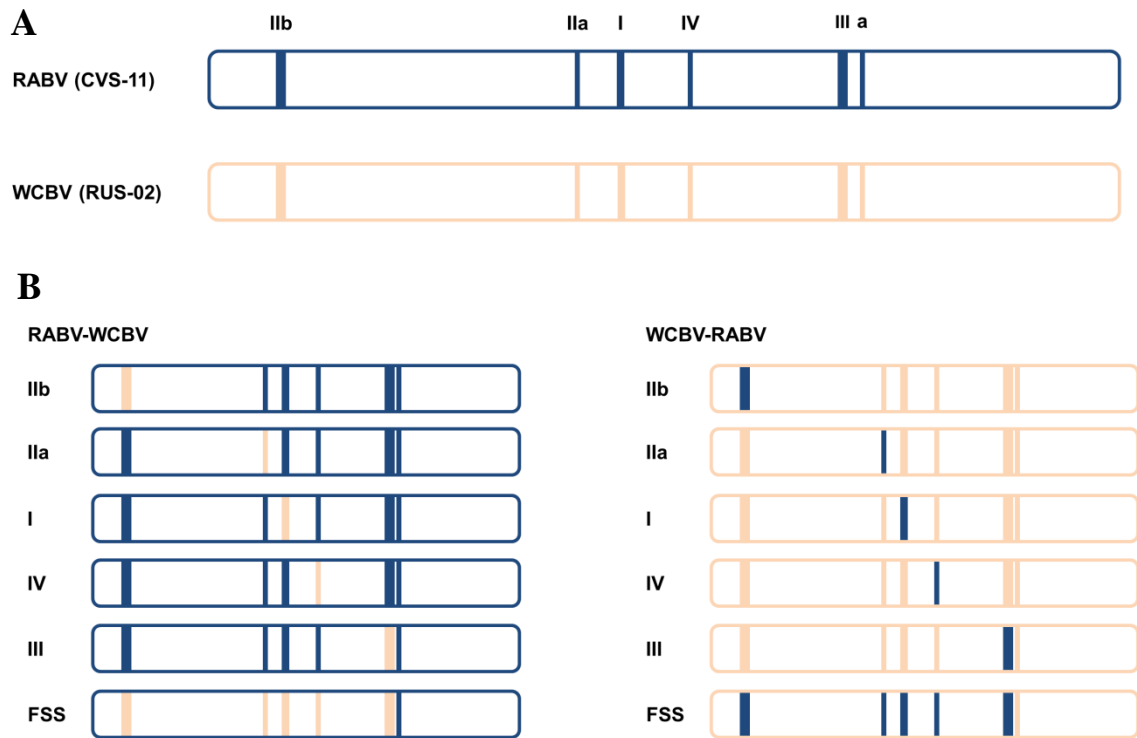 A
IIb IIa I IV III a
RABV (CVS-11)
WCBV (RUS-02)
B
RABV-WCBV
IIb
IIa
I
IV
III
FSS
WCBV-RABV
IIb
IIa
I
IV
III
FSS